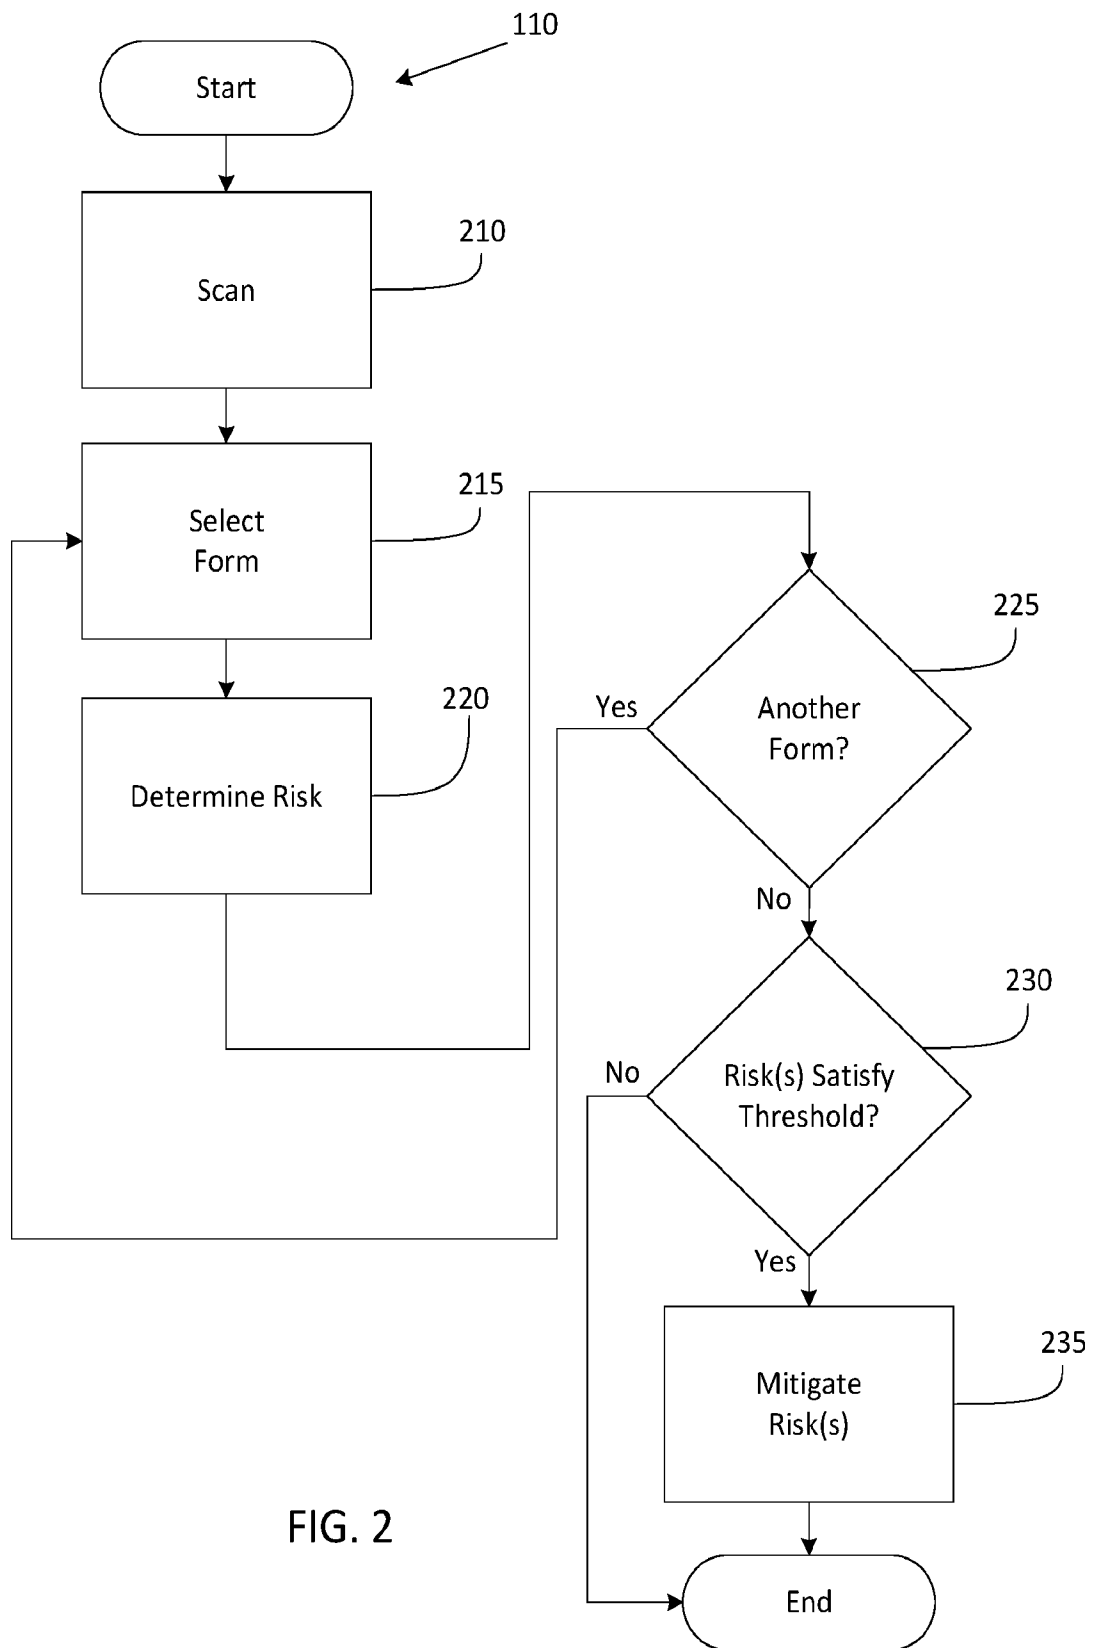 110
Start
210
Scan
215
Select
Form
220
Determine Risk
225
Yes
Another
Form?
No
230
No
Risk(s) Satisfy
Threshold?
Yes
235
Mitigate
Risk(s)
FIG. 2
End